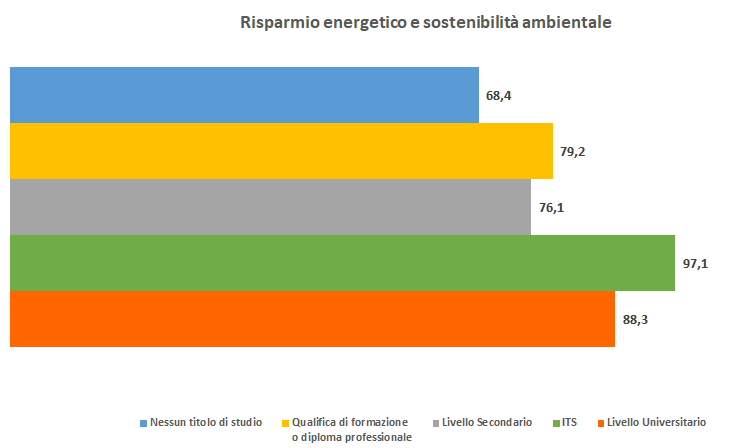 Risparmio energetico e sostenibilità ambientale
68,4
79,2
76,1
97,1
88,3
Nessun titolo di studio
Qualifica di formazione
o diploma professionale
Livello Secondario
ITS
Livello Universitario